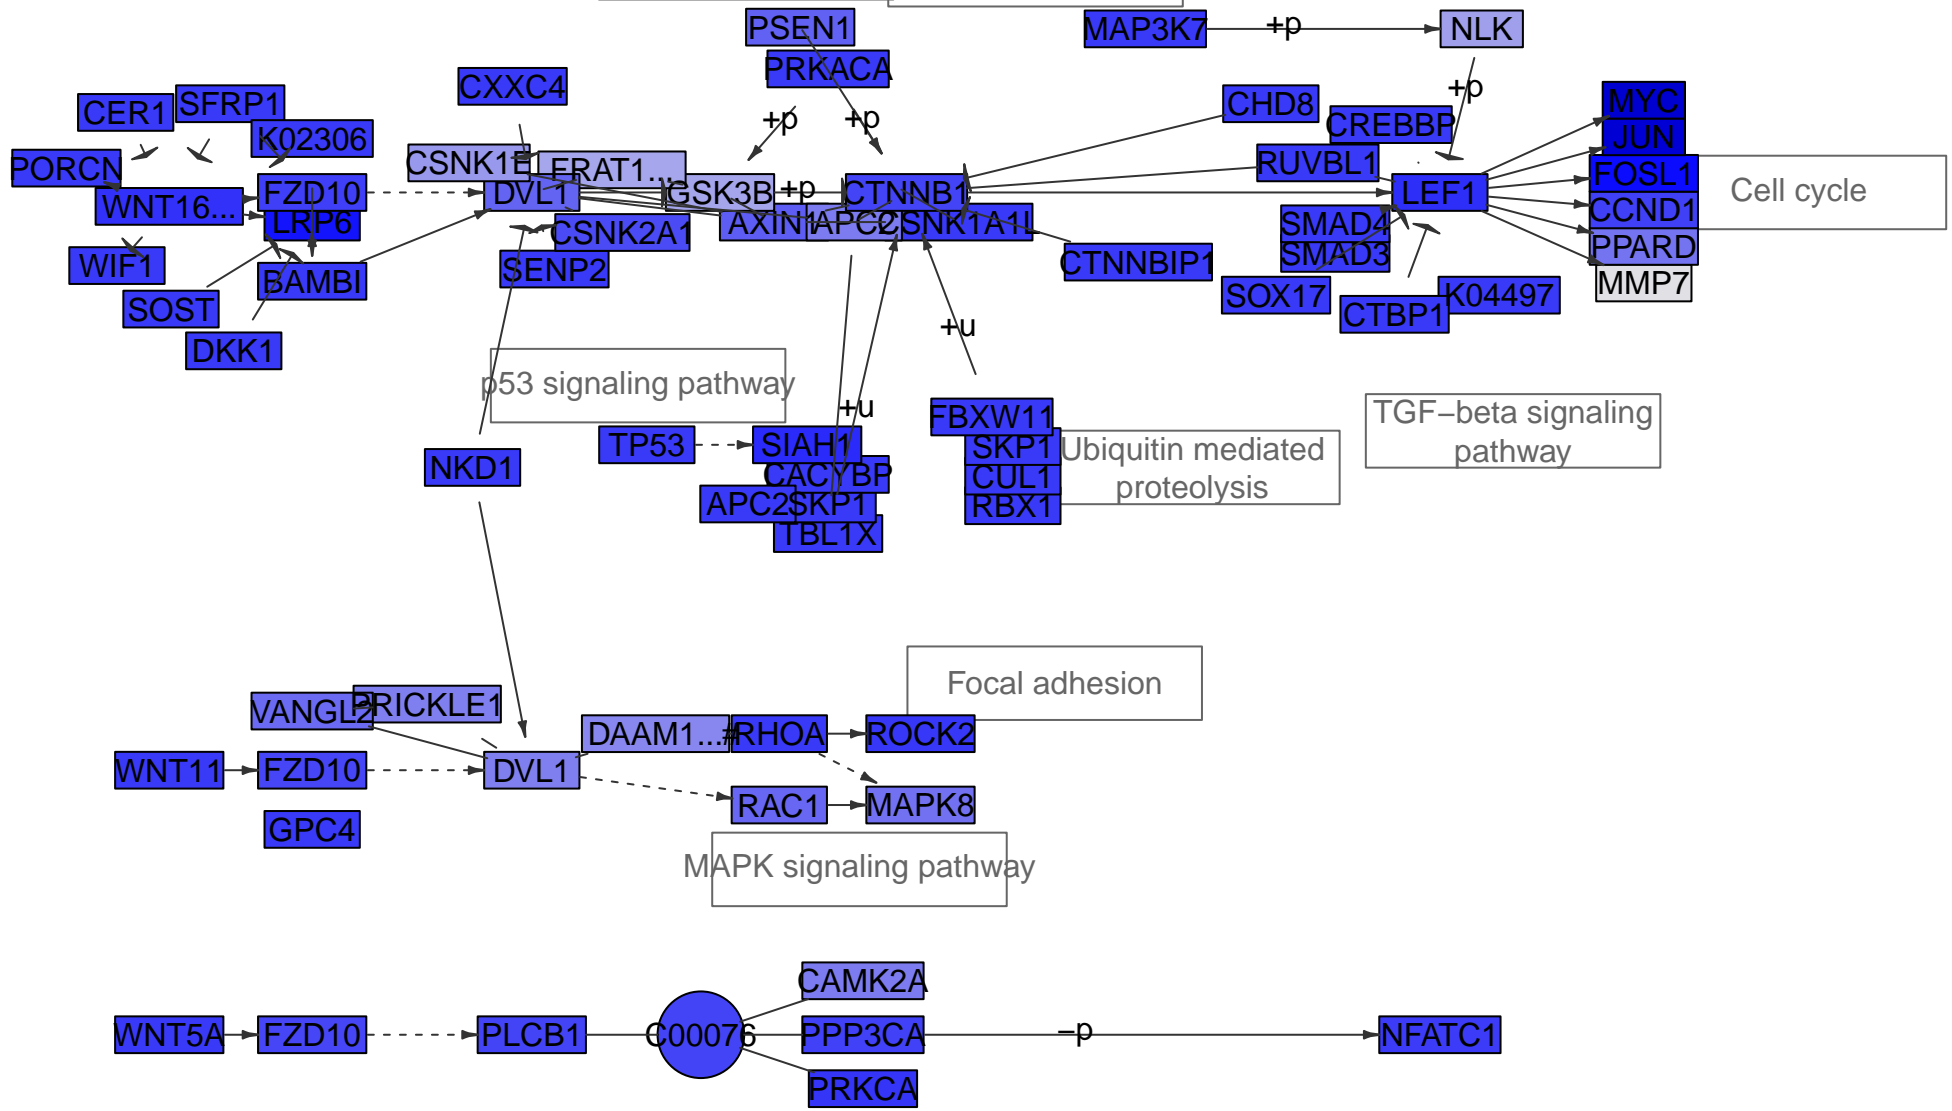 PSEN1
MAP3K7
+p
NLK
PRKACA
CXXC4
CER1
SFRP1
CHD8
+p
MYC
+p
+p
CREBBP
JUN
K02306
PORCN
CSNK1E
ERAT1...
RUVBL1
FOSL1
Cell cycle
WNT16...
FZD10
DVL1
GSK3B
+p
CTNNB1
LEF1
CCND1
LRP6
AXIN1
APC2
CSNK1A1L
SMAD4
CSNK2A1
PPARD
WIF1
SENP2
CTNNBIP1
SMAD3
BAMBI
MMP7
SOST
SOX17
K04497
CTBP1
+u
DKK1
p53 signaling pathway
+u
FBXW11
TGF−beta signaling
pathway
TP53
SIAH1
SKP1
Ubiquitin mediated
proteolysis
NKD1
CACYBP
CUL1
APC2
SKP1
RBX1
TBL1X
Focal adhesion
VANGL2
PRICKLE1
DAAM1...#
RHOA
ROCK2
WNT11
FZD10
DVL1
RAC1
MAPK8
GPC4
MAPK signaling pathway
CAMK2A
WNT5A
FZD10
PLCB1
C00076
PPP3CA
−p
NFATC1
PRKCA